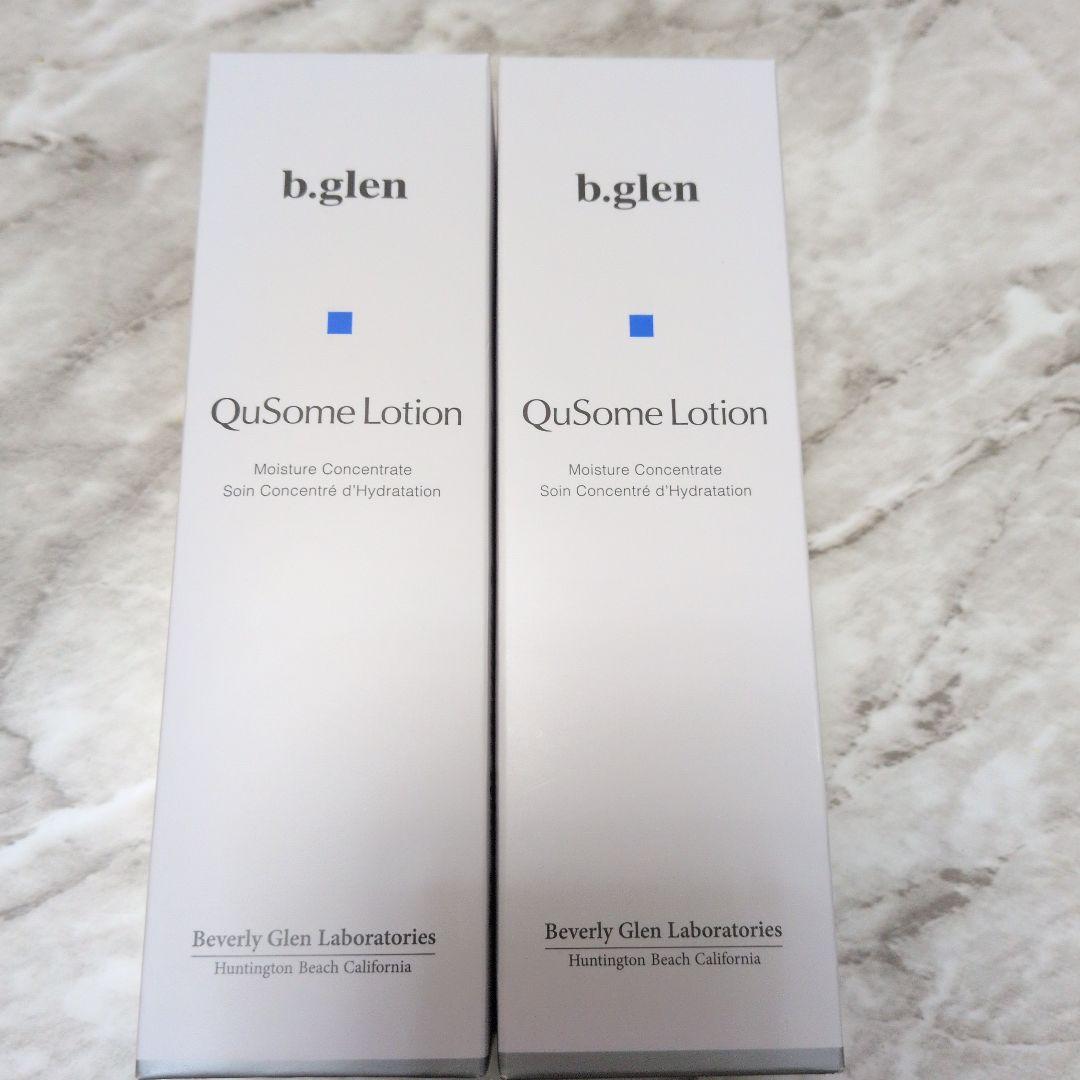 b.glen
QuSome Lotion
Moisture Concentrate
Soin Concentré d'Hydratation
Beverly Glen Laboratories
Huntington Beach California
b.glen
QuSome Lotion
Moisture Concentrate
Soin Concentré d'Hydratation
Beverly Glen Laboratories
Huntington Beach California